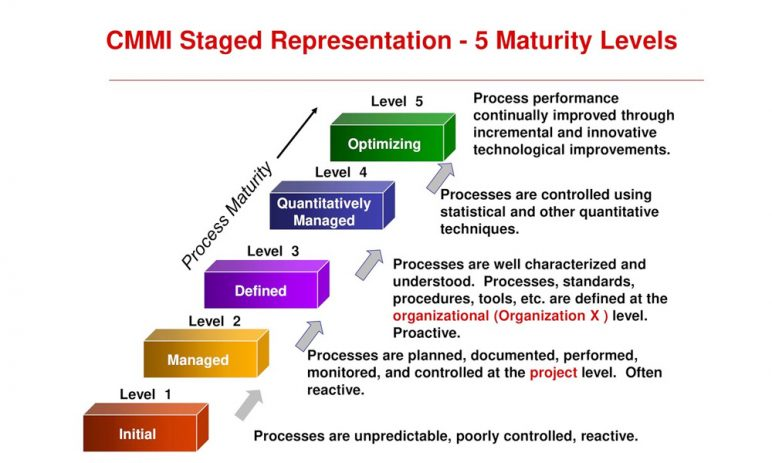 CMMI Staged Representation - 5 Maturity Levels
Process Maturity
Level 5
Optimizing
Process performance
continually improved through
incremental and innovative
technological improvements.
Level 4
Quantitatively
Managed
Processes are controlled using
statistical and other quantitative
techniques.
Level 3
Defined
Processes are well characterized and
understood. Processes, standards,
procedures, tools, etc. are defined at the
organizational (Organization X ) level.
Proactive.
Level 2
Managed
Processes are planned, documented, performed,
monitored, and controlled at the project level. Often
reactive.
Level 1
Initial
Processes are unpredictable, poorly controlled, reactive.